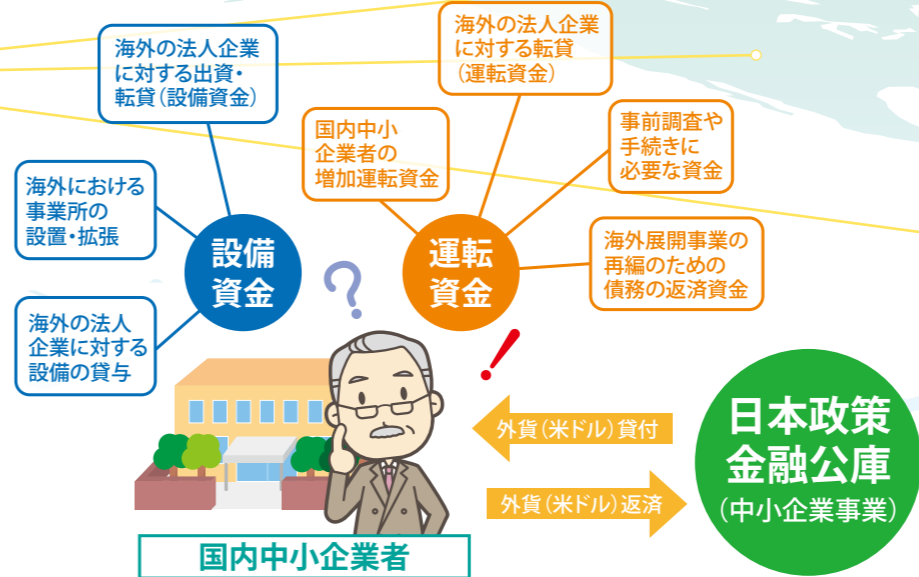 海外の法人企業
に対する出資・
転貸（設備資金）
海外における
事業所の
設置・拡張
海外の法人
企業に対する
設備の貸与
設備
資金
海外の法人企業
に対する転貸
（運転資金）
国内中小
企業者の
増加運転資金
事前調査や
手続きに
必要な資金
海外展開事業の
再編のための
債務の返済資金
運転
資金
?
!
外貨（米ドル）貸付
外貨（米ドル）返済
日本政策
金融公庫
（中小企業事業）
国内中小企業者